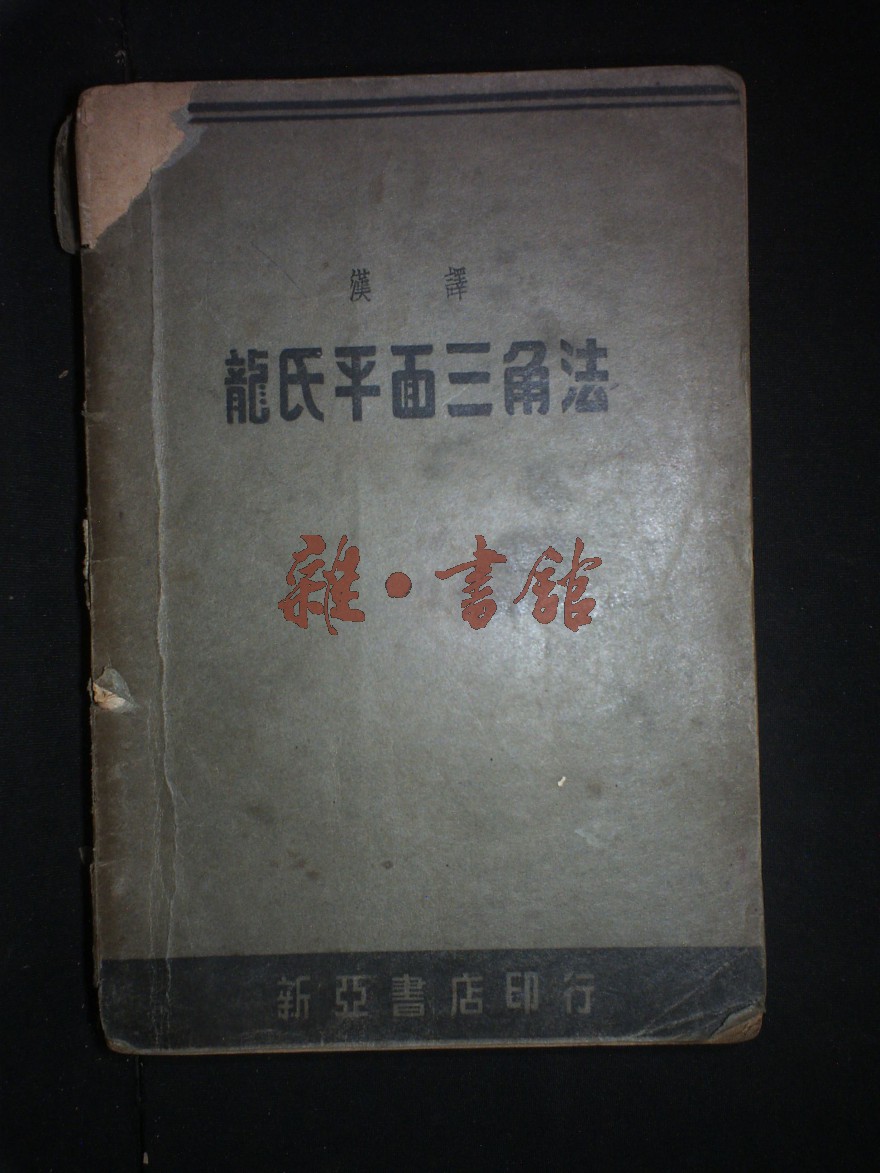 漢 譯
龍氏平面三角法
雜·書館
新亞書店印行